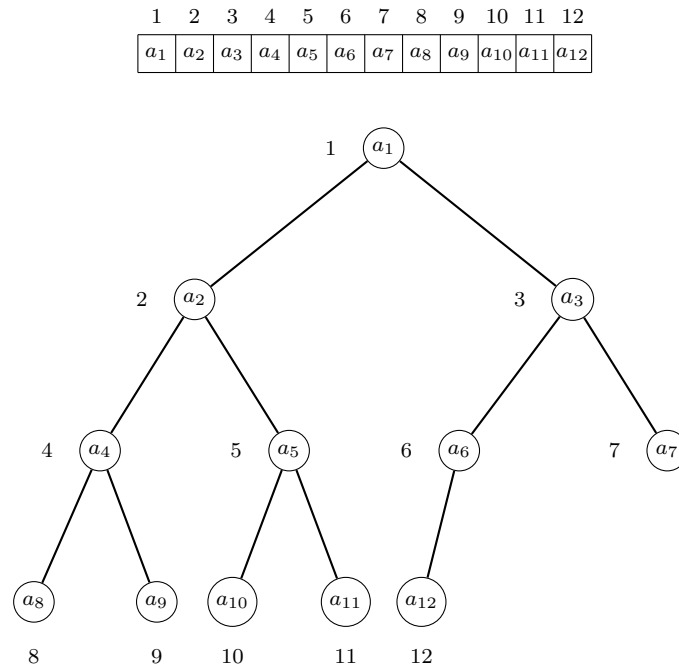 1 2 3 4 5 6 7 8 9 10 11 12
a₁ a₂ a₃ a₄ a₅ a₆ a₇ a₈ a₉ a₁₀ a₁₁ a₁₂
1 a₁
2 a₂ 3 a₃
4 a₄ 5 a₅ 6 a₆ 7 a₇
a₈ a₉ a₁₀ a₁₁ a₁₂
8 9 10 11 12